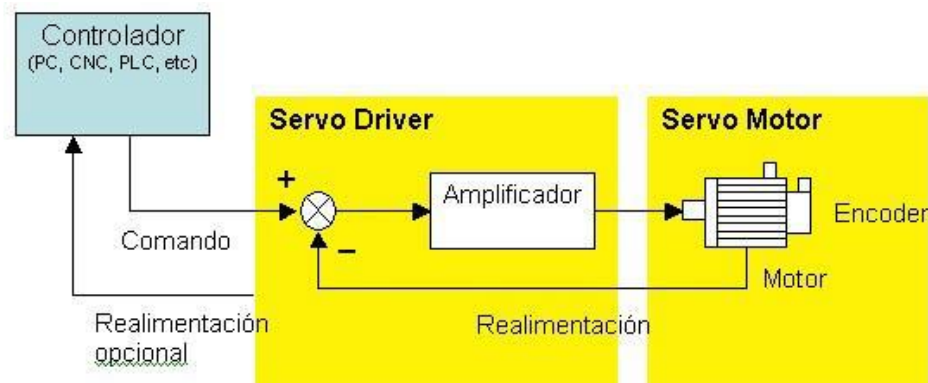 Controlador
(PC, CNC, PLC, etc)
Servo Driver
Servo Motor
+
Amplificador
Encoder
Comando
–
Motor
Realimentación
opcional
Realimentación